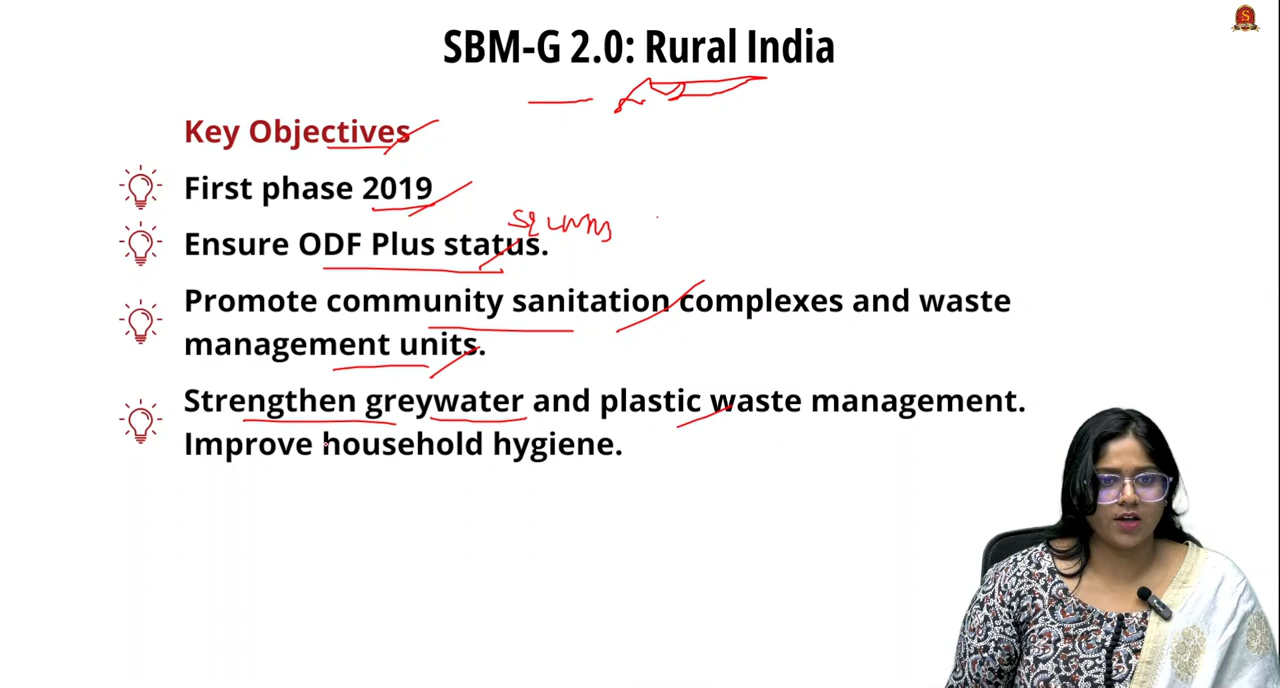 SBM-G 2.0: Rural India
Key Objectives
First phase 2019
Ensure ODF Plus status.
Promote community sanitation complexes and waste
management units.
Strengthen greywater and plastic waste management.
Improve household hygiene.